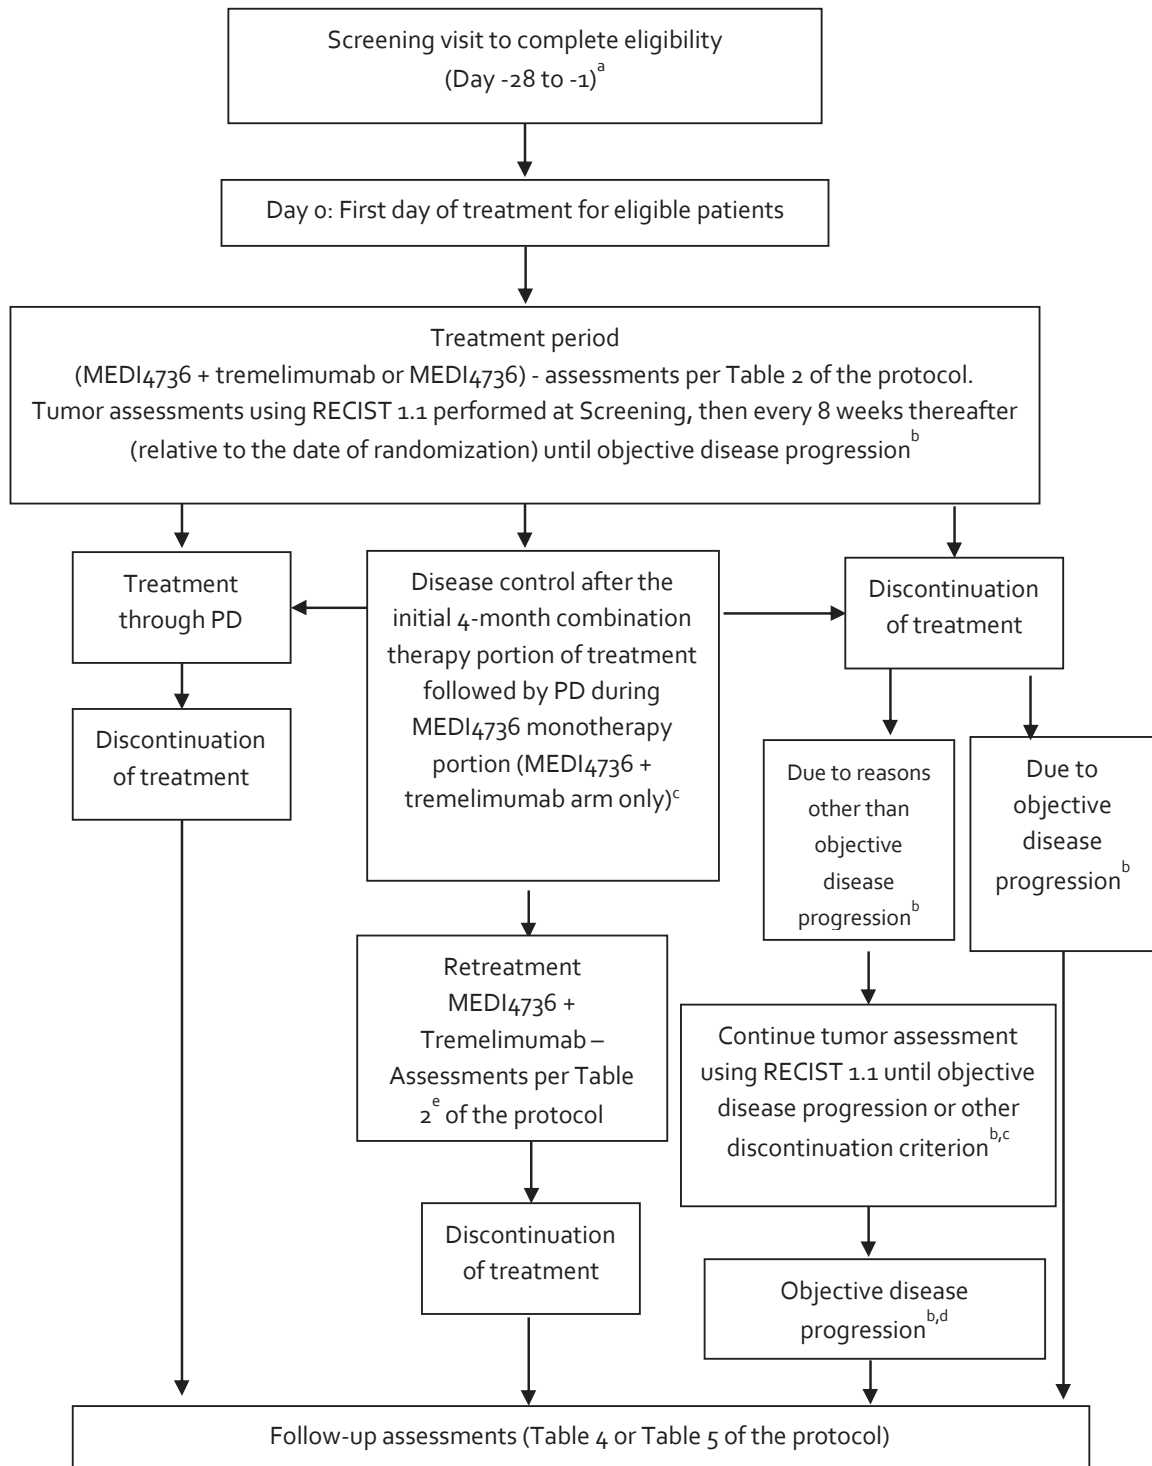 Screening visit to complete eligibility
(Day -28 to -1)a
Day 0: First day of treatment for eligible patients
Treatment period
(MEDI4736 + tremelimumab or MEDI4736) - assessments per Table 2 of the protocol.
Tumor assessments using RECIST 1.1 performed at Screening, then every 8 weeks thereafter
(relative to the date of randomization) until objective disease progressionb
Treatment
through PD
Discontinuation
of treatment
Disease control after the
initial 4-month combination
therapy portion of treatment
followed by PD during
MEDI4736 monotherapy
portion (MEDI4736 +
tremelimumab arm only)c
Discontinuation
of treatment
Due to reasons
other than
objective
disease
progressionb
Due to
objective
disease
progressionb
Retreatment
MEDI4736 +
Tremelimumab –
Assessments per Table
2e of the protocol
Continue tumor assessment
using RECIST 1.1 until objective
disease progression or other
discontinuation criterionb,c
Discontinuation
of treatment
Objective disease
progressionb,d
Follow-up assessments (Table 4 or Table 5 of the protocol)